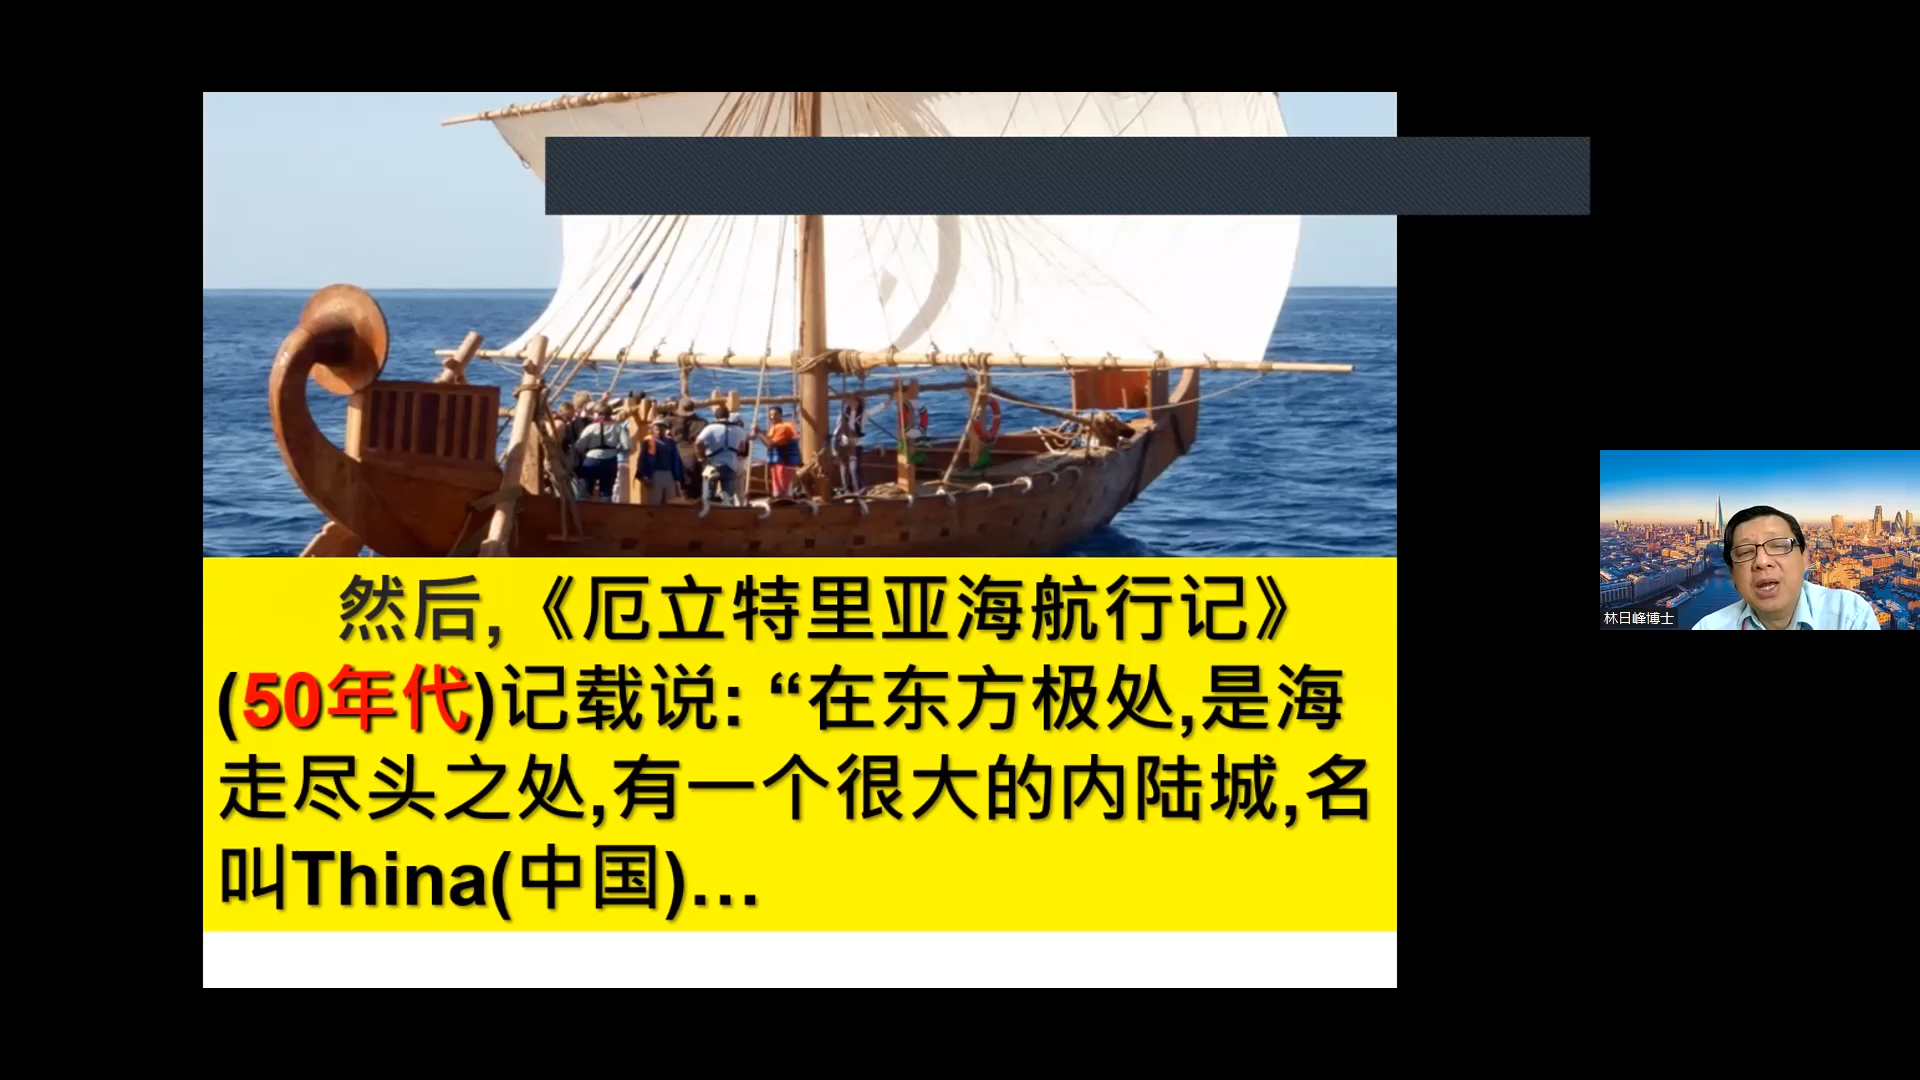 然后,《厄立特里亚海航行记》
(50年代)记载说: “在东方极处,是海
走尽头之处,有一个很大的内陆城,名
叫Thina(中国)…
林日峰博士